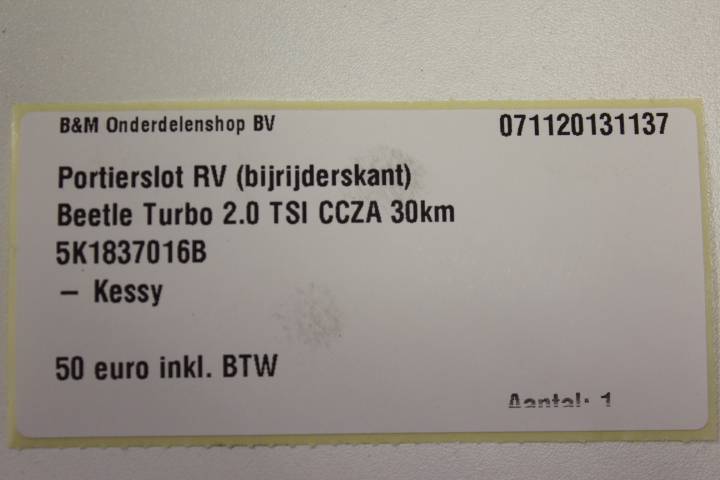 B&M Onderdelenshop BV
071120131137
Portierslot RV (bijrijderskant)
Beetle Turbo 2.0 TSI CCZA 30km
5K1837016B
– Kessy
50 euro inkl. BTW
Aantal: 1